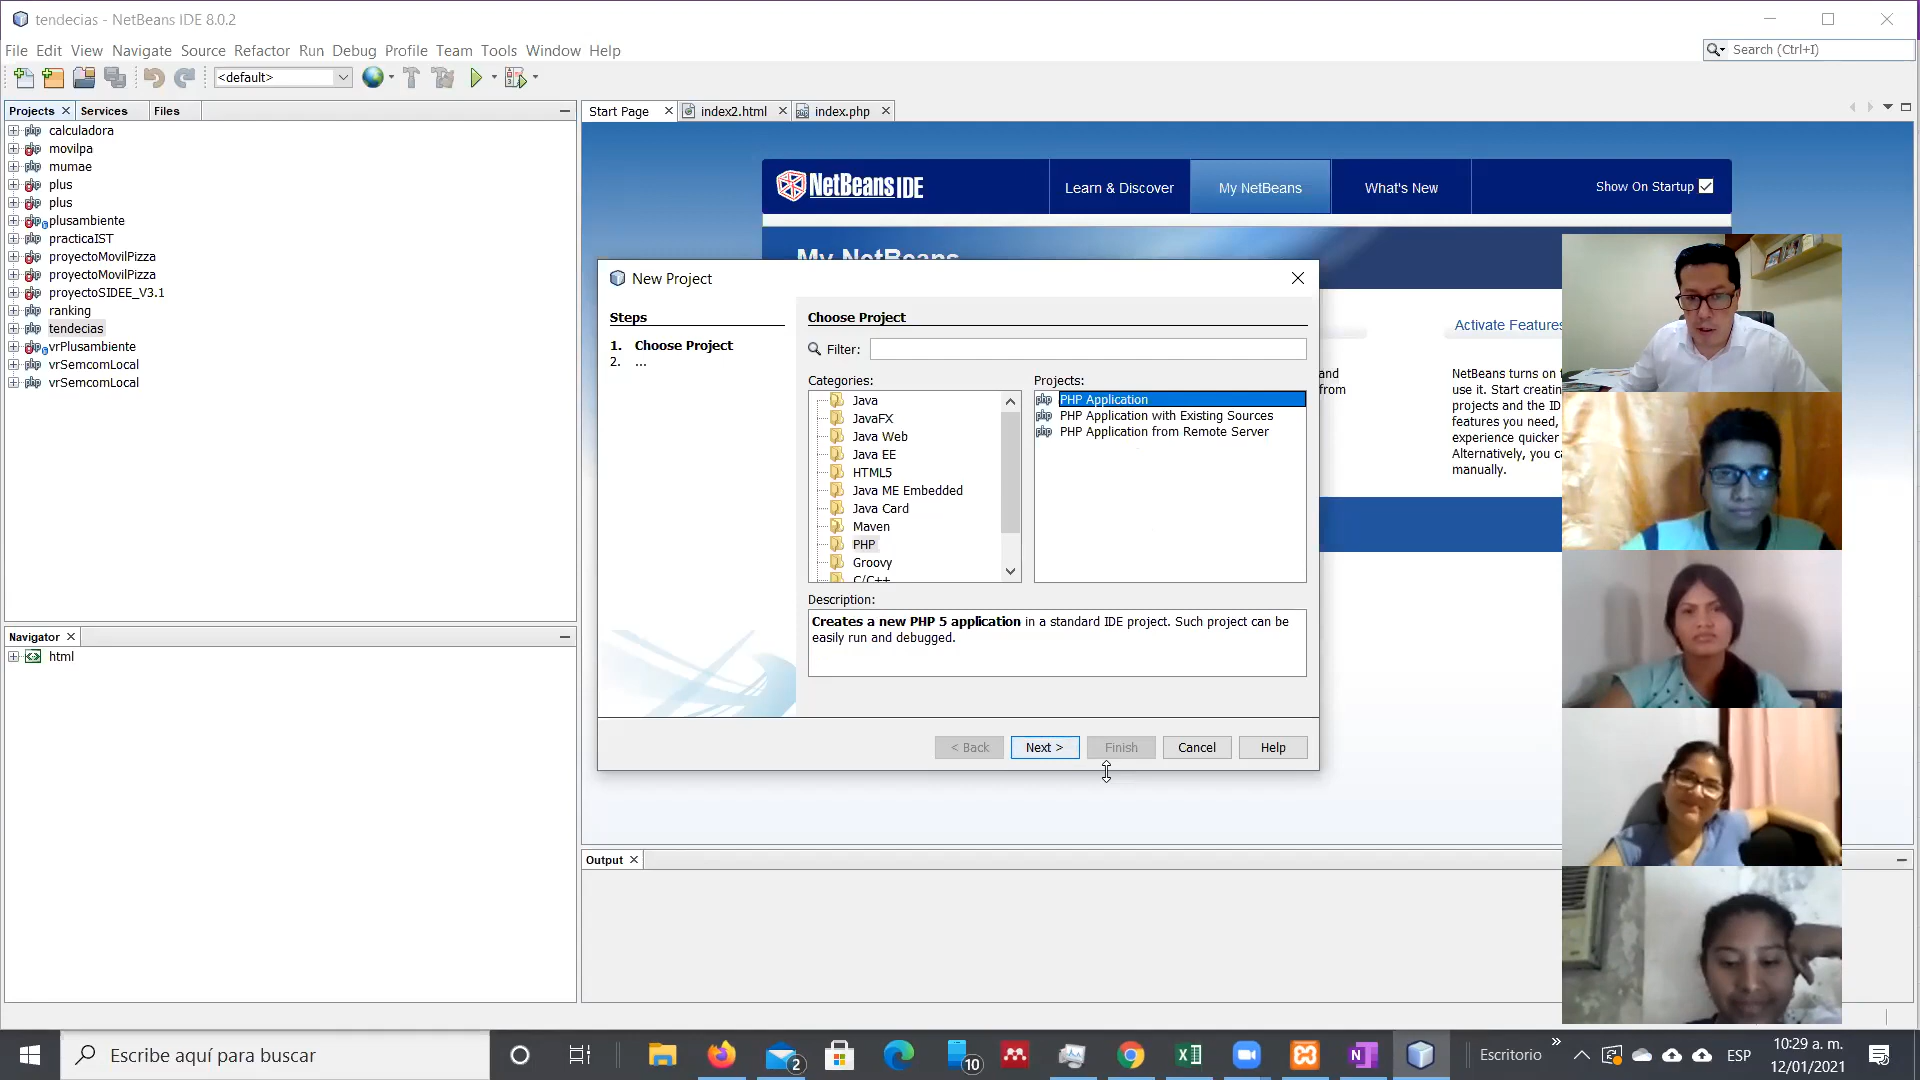 tendecias - NetBeans IDE 8.0.2
File Edit View Navigate Source Refactor Run Debug Profile Team Tools Window Help
Search (Ctrl+I)
<default>
Projects Services Files
calculadora
movilpa
mumae
plus
plus
plusambiente
practicaIST
proyectoMovilPizza
proyectoMovilPizza
proyectoSIDEE_V3.1
ranking
tendecias
vrPlusambiente
vrSemcomLocal
vrSemcomLocal
Navigator
html
Start Page index2.html index.php
NetBeans IDE
Learn & Discover My NetBeans What's New
Show On Startup
My NetBeans
New Project
Steps
1. Choose Project
2. ...
Choose Project
Filter:
Categories:
Java
JavaFX
Java Web
Java EE
HTML5
Java ME Embedded
Java Card
Maven
PHP
Groovy
C/C++
Projects:
PHP Application
PHP Application with Existing Sources
PHP Application from Remote Server
Description:
Creates a new PHP 5 application in a standard IDE project. Such project can be
easily run and debugged.
< Back Next > Finish Cancel Help
and
from
Activate Features
NetBeans turns on
use it. Start creatin
projects and the ID
features you need,
experience quicker
Alternatively, you ca
manually.
Output
Escribe aquí para buscar
2
10
Escritorio
ESP
10:29 a. m.
12/01/2021